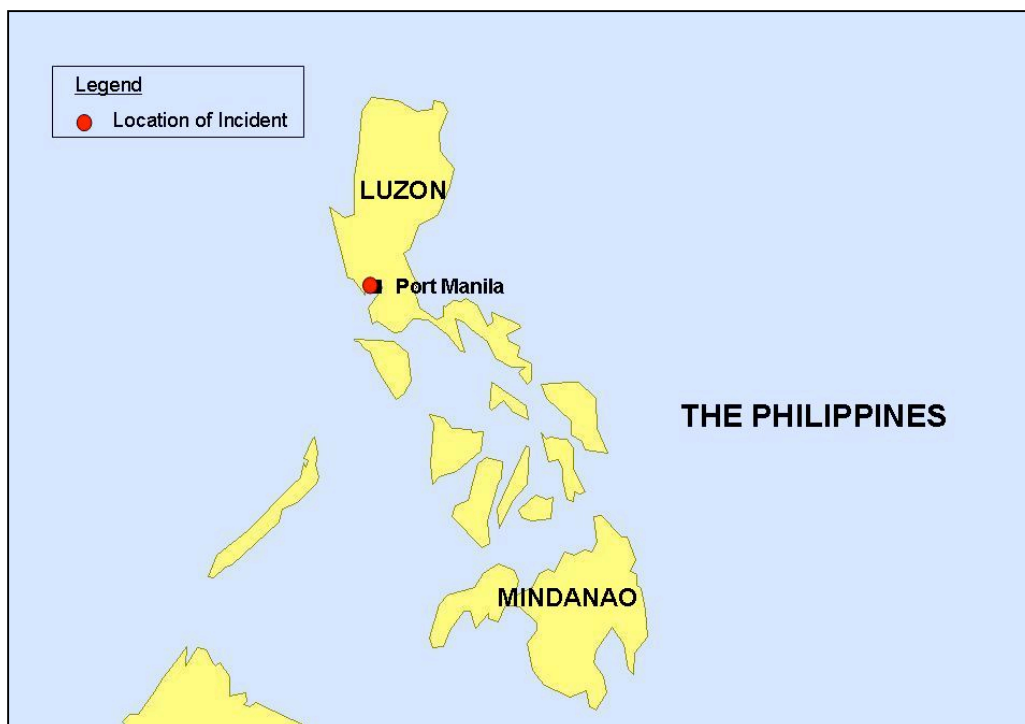 Legend
Location of Incident
LUZON
Port Manila
THE PHILIPPINES
MINDANAO